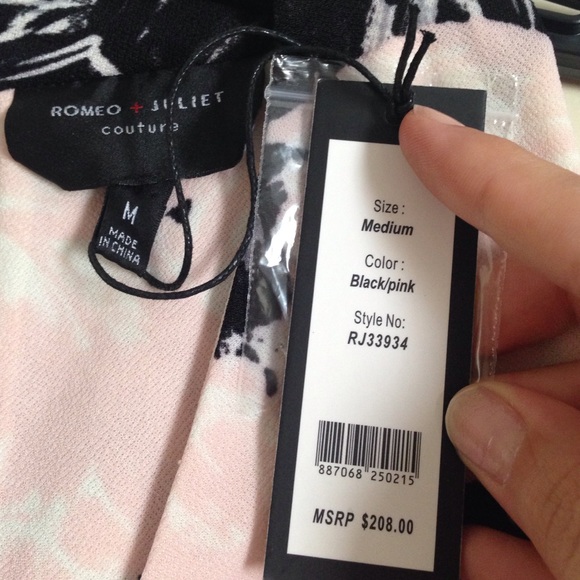 ROMEO + JULIET
couture
M
MADE
IN CHINA
Size :
Medium
Color :
Black/pink
Style No:
RJ33934
887068 250215
MSRP $208.00